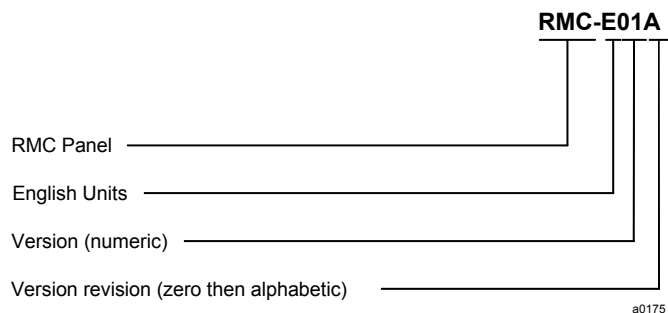 RMC-E01A
RMC Panel
English Units
Version (numeric)
Version revision (zero then alphabetic)
a0175